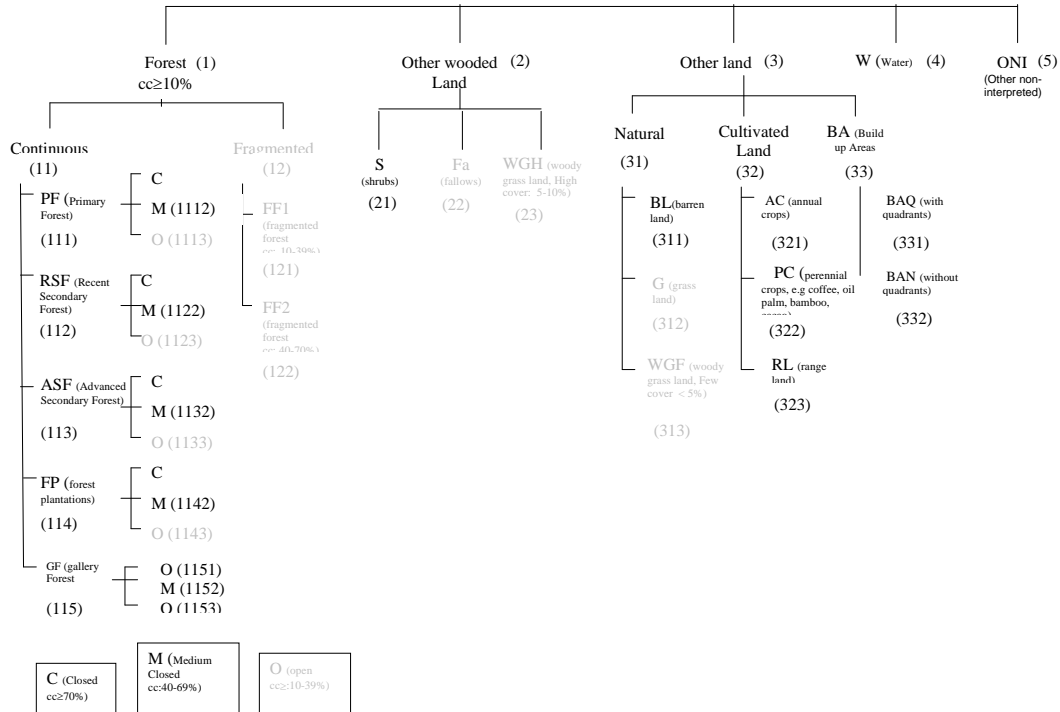 Forest (1)
cc≥10%
Other wooded (2)
Land
Other land (3)
W (Water) (4)
ONI (5)
(Other non-
interpreted)
Continuous
(11)
PF (Primary
Forest)
(111)
C
M (1112)
O (1113)
RSF (Recent
Secondary
Forest)
(112)
C
M (1122)
O (1123)
ASF (Advanced
Secondary Forest)
(113)
C
M (1132)
O (1133)
FP (forest
plantations)
(114)
C
M (1142)
O (1143)
GF (gallery
Forest
(115)
O (1151)
M (1152)
O (1153)
Fragmented
(12)
FF1
(fragmented
forest
cc: 10-39%)
(121)
FF2
(fragmented
forest
cc: 40-70%)
(122)
S
(shrubs)
(21)
Fa
(fallows)
(22)
WGH (woody
grass land, High
cover: 5-10%)
(23)
Natural
(31)
BL(barren
land)
(311)
G (grass
land)
(312)
WGF (woody
grass land, Few
cover < 5%)
(313)
Cultivated
Land
(32)
AC (annual
crops)
(321)
PC (perennial
crops, e.g coffee, oil
palm, bamboo,
(322)
RL (range
land)
(323)
BA (Build
up Areas
(33)
BAQ (with
quadrants)
(331)
BAN (without
quadrants)
(332)
C (Closed
cc≥70%)
M (Medium
Closed
cc:40-69%)
O (open
cc≥:10-39%)